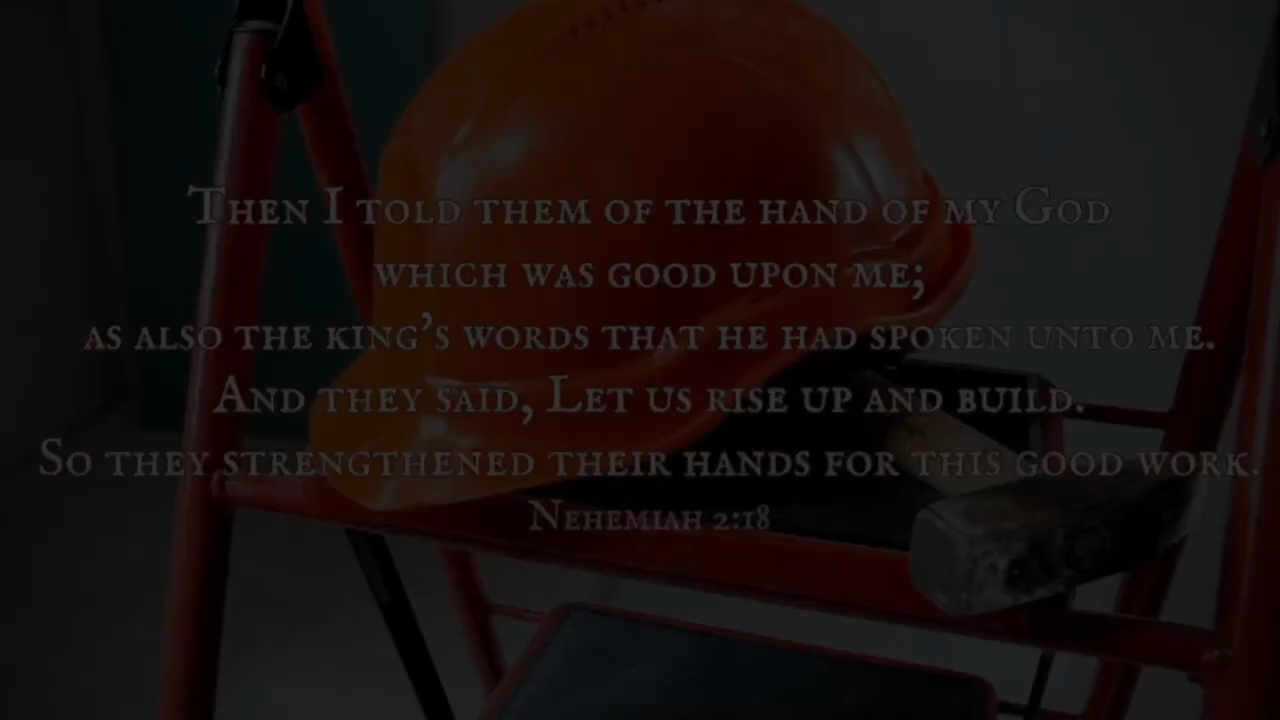 Then I told them of the hand of my God
which was good upon me;
as also the king's words that he had spoken unto me.
And they said, Let us rise up and build.
So they strengthened their hands for this good work.
Nehemiah 2:18